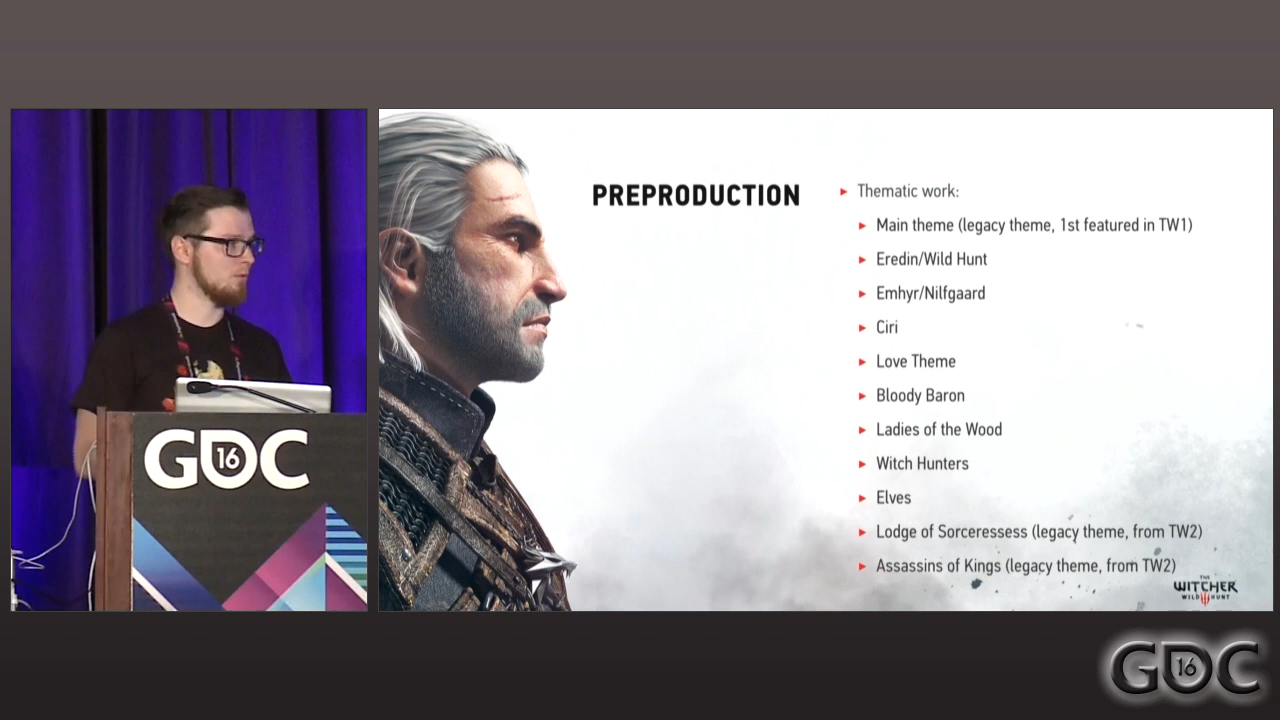 PREPRODUCTION
Thematic work:
Main theme (legacy theme, 1st featured in TW1)
Eredin/Wild Hunt
Emhyr/Nilfgaard
Ciri
Love Theme
Bloody Baron
Ladies of the Wood
Witch Hunters
Elves
Lodge of Sorceressess (legacy theme, from TW2)
Assassins of Kings (legacy theme, from TW2)
THE
WITCHER
WILD HUNT
GDC 16
GDC 16